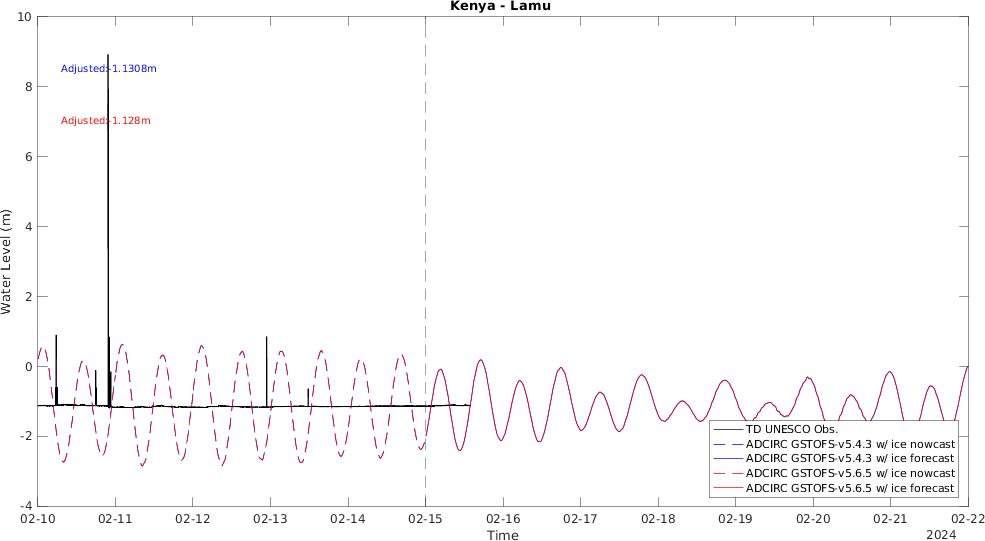 Kenya - Lamu
Adjusted:-1.1308m
Adjusted:-1.128m
Water Level (m)
10
8
6
4
2
0
-2
-4
TD UNESCO Obs.
ADCIRC GSTOFS-v5.4.3 w/ ice nowcast
ADCIRC GSTOFS-v5.4.3 w/ ice forecast
ADCIRC GSTOFS-v5.6.5 w/ ice nowcast
ADCIRC GSTOFS-v5.6.5 w/ ice forecast
02-10 02-11 02-12 02-13 02-14 02-15 02-16 02-17 02-18 02-19 02-20 02-21 02-22
Time
2024